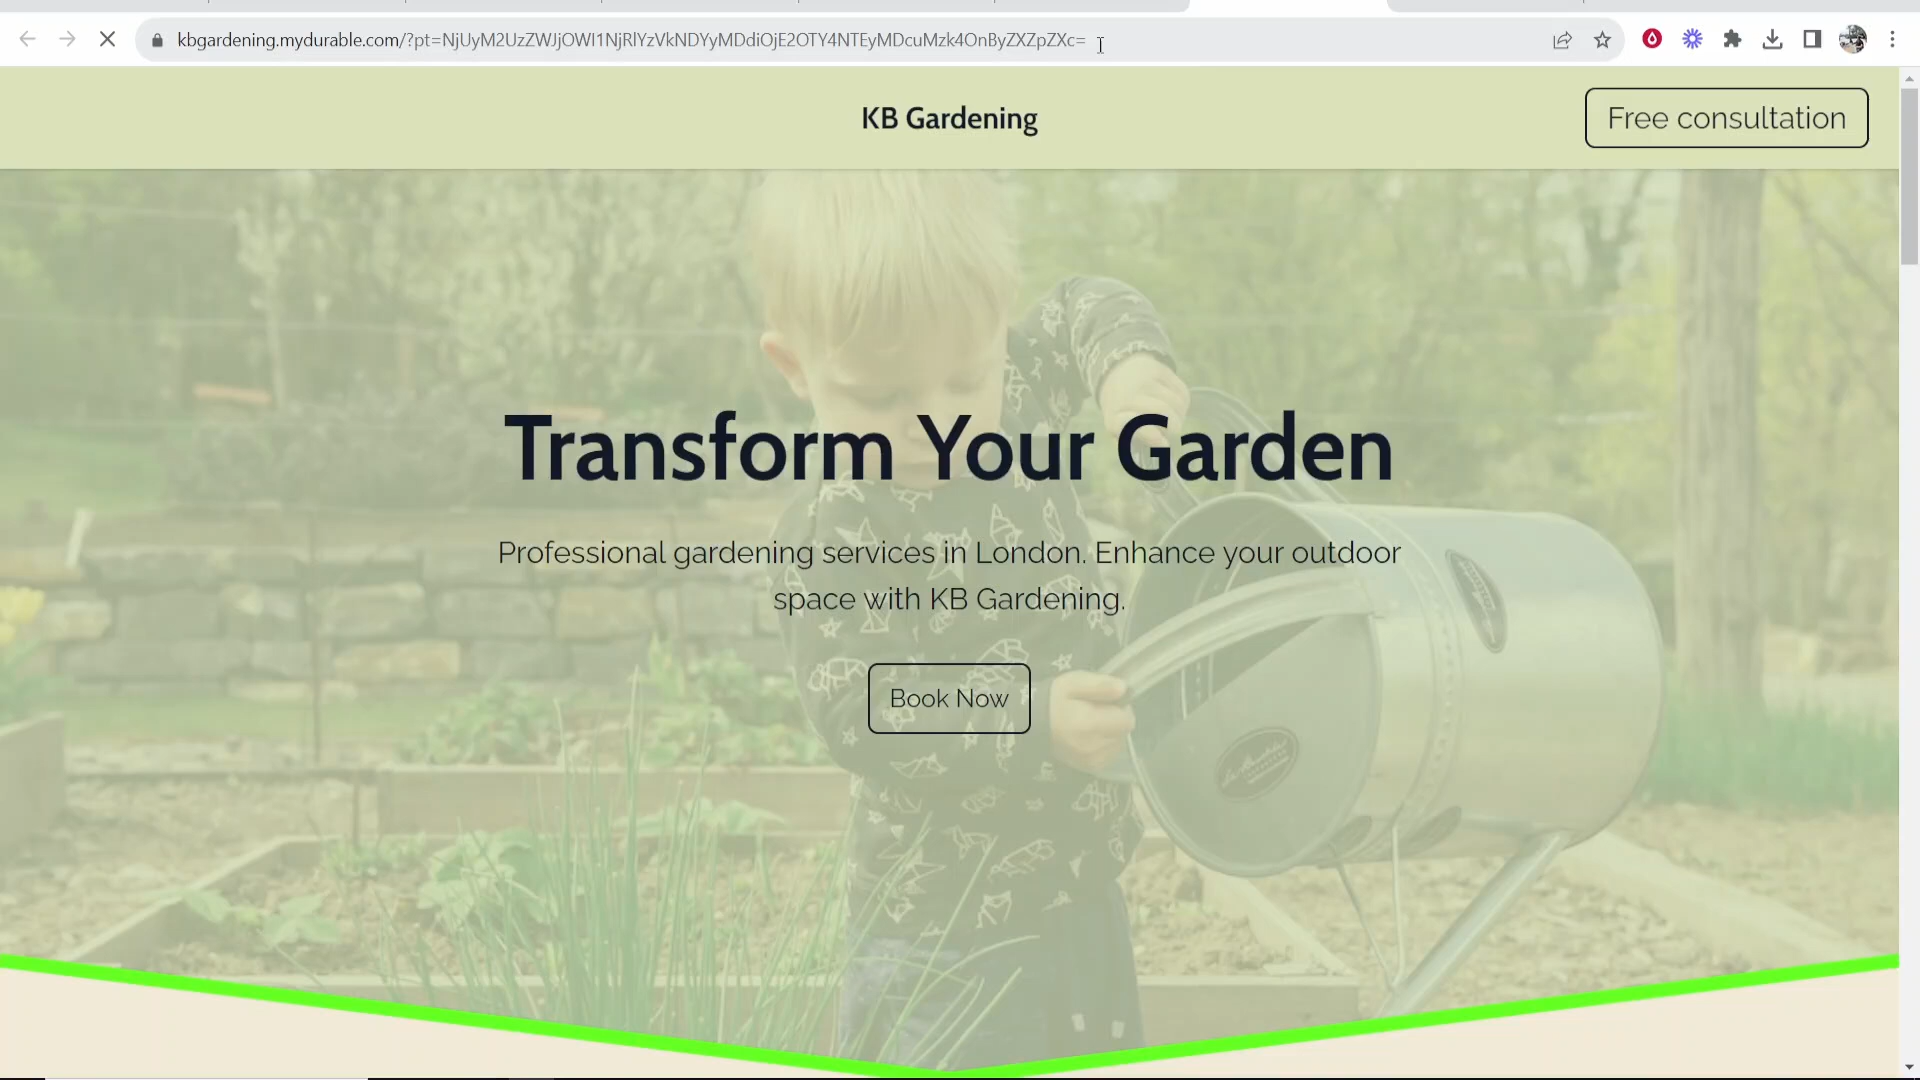 kbgardening.mydurable.com/?pt=NjUyM2UzZWJjOWI1NjRlYzVkNDYyMDdiOjE2OTY4NTEyMDcuMzk4OnByZXZpZXc=
KB Gardening
Free consultation
Transform Your Garden
Professional gardening services in London. Enhance your outdoor
space with KB Gardening.
Book Now